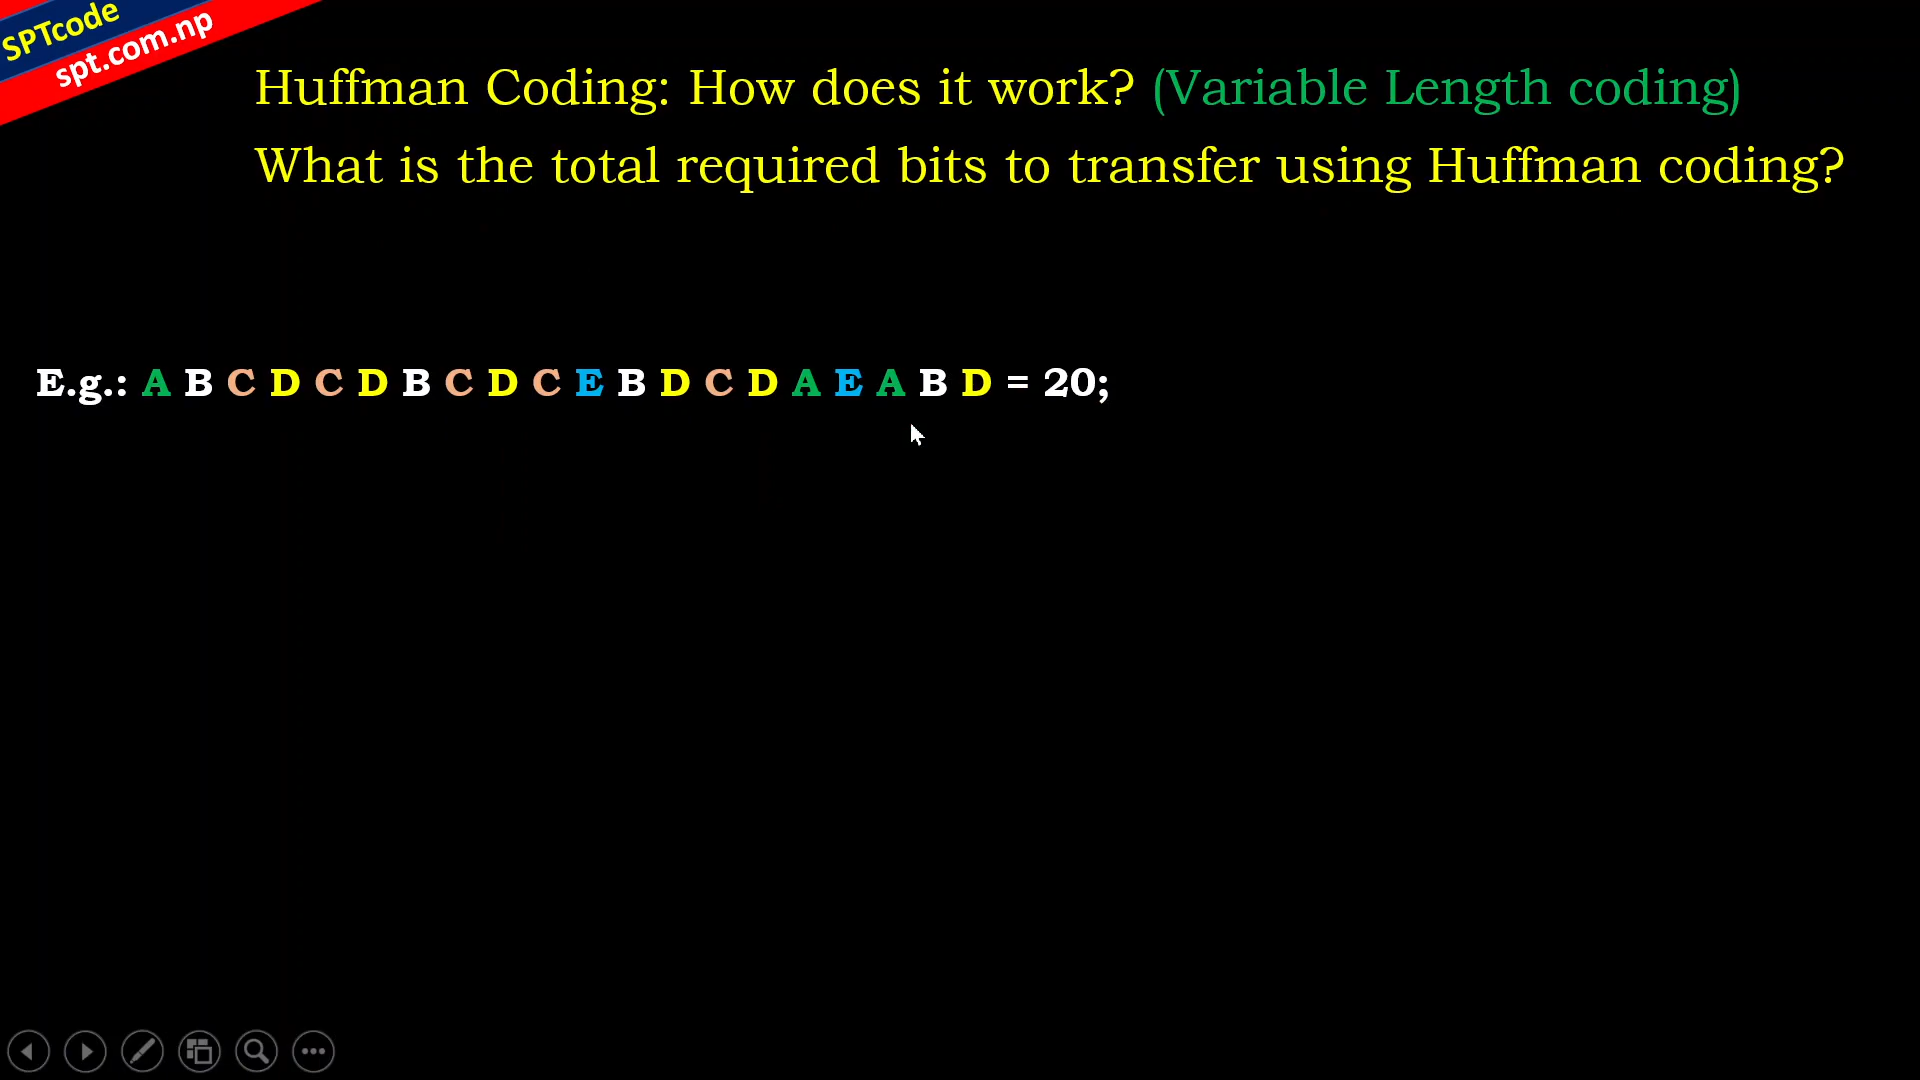 SPTcode
spt.com.np
Huffman Coding: How does it work? (Variable Length coding)
What is the total required bits to transfer using Huffman coding?
E.g.: A B C D C D B C D C E B D C D A E A B D = 20;